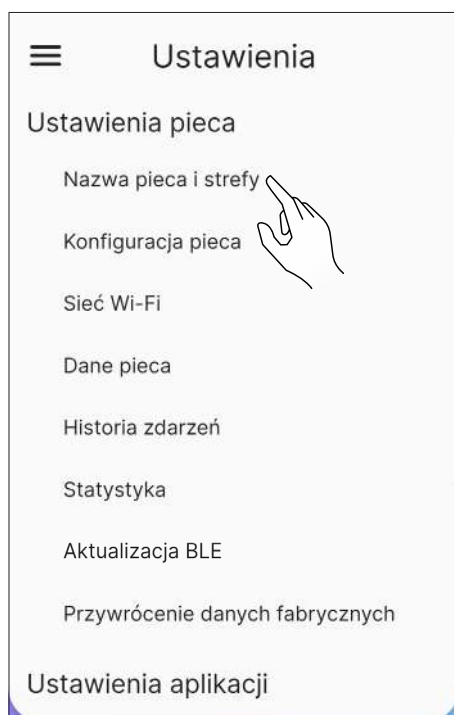 Ustawienia
Ustawienia pieca
Nazwa pieca i strefy
Konfiguracja pieca
Sieć Wi-Fi
Dane pieca
Historia zdarzeń
Statystyka
Aktualizacja BLE
Przywrócenie danych fabrycznych
Ustawienia aplikacji